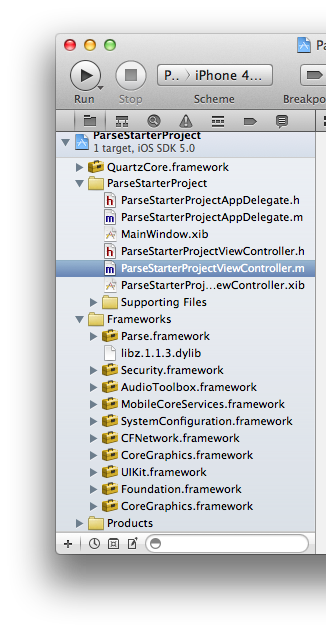 Pa
P.. › iPhone 4...
Run
Stop
Scheme
Breakpo
ParseStarterProject
1 target, iOS SDK 5.0
QuartzCore.framework
ParseStarterProject
h ParseStarterProjectAppDelegate.h
m ParseStarterProjectAppDelegate.m
MainWindow.xib
h ParseStarterProjectViewController.h
m ParseStarterProjectViewController.m
ParseStarterProj...ewController.xib
Supporting Files
Frameworks
Parse.framework
libz.1.1.3.dylib
Security.framework
AudioToolbox.framework
MobileCoreServices.framework
SystemConfiguration.framework
CFNetwork.framework
CoreGraphics.framework
UIKit.framework
Foundation.framework
CoreGraphics.framework
Products